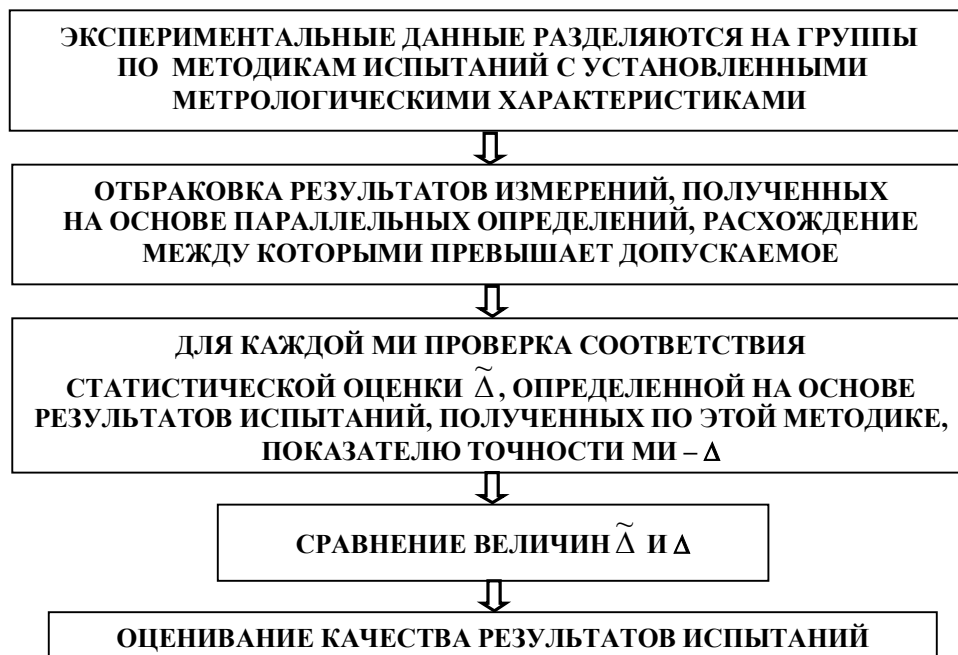 ЭКСПЕРИМЕНТАЛЬНЫЕ ДАННЫЕ РАЗДЕЛЯЮТСЯ НА ГРУППЫ
ПО МЕТОДИКАМ ИСПЫТАНИЙ С УСТАНОВЛЕННЫМИ
МЕТРОЛОГИЧЕСКИМИ ХАРАКТЕРИСТИКАМИ
ОТБРАКОВКА РЕЗУЛЬТАТОВ ИЗМЕРЕНИЙ, ПОЛУЧЕННЫХ
НА ОСНОВЕ ПАРАЛЛЕЛЬНЫХ ОПРЕДЕЛЕНИЙ, РАСХОЖДЕНИЕ
МЕЖДУ КОТОРЫМИ ПРЕВЫШАЕТ ДОПУСКАЕМОЕ
ДЛЯ КАЖДОЙ МИ ПРОВЕРКА СООТВЕТСТВИЯ
СТАТИСТИЧЕСКОЙ ОЦЕНКИ Δ̃, ОПРЕДЕЛЕННОЙ НА ОСНОВЕ
РЕЗУЛЬТАТОВ ИСПЫТАНИЙ, ПОЛУЧЕННЫХ ПО ЭТОЙ МЕТОДИКЕ,
ПОКАЗАТЕЛЮ ТОЧНОСТИ МИ – Δ
СРАВНЕНИЕ ВЕЛИЧИН Δ̃ И Δ
ОЦЕНИВАНИЕ КАЧЕСТВА РЕЗУЛЬТАТОВ ИСПЫТАНИЙ